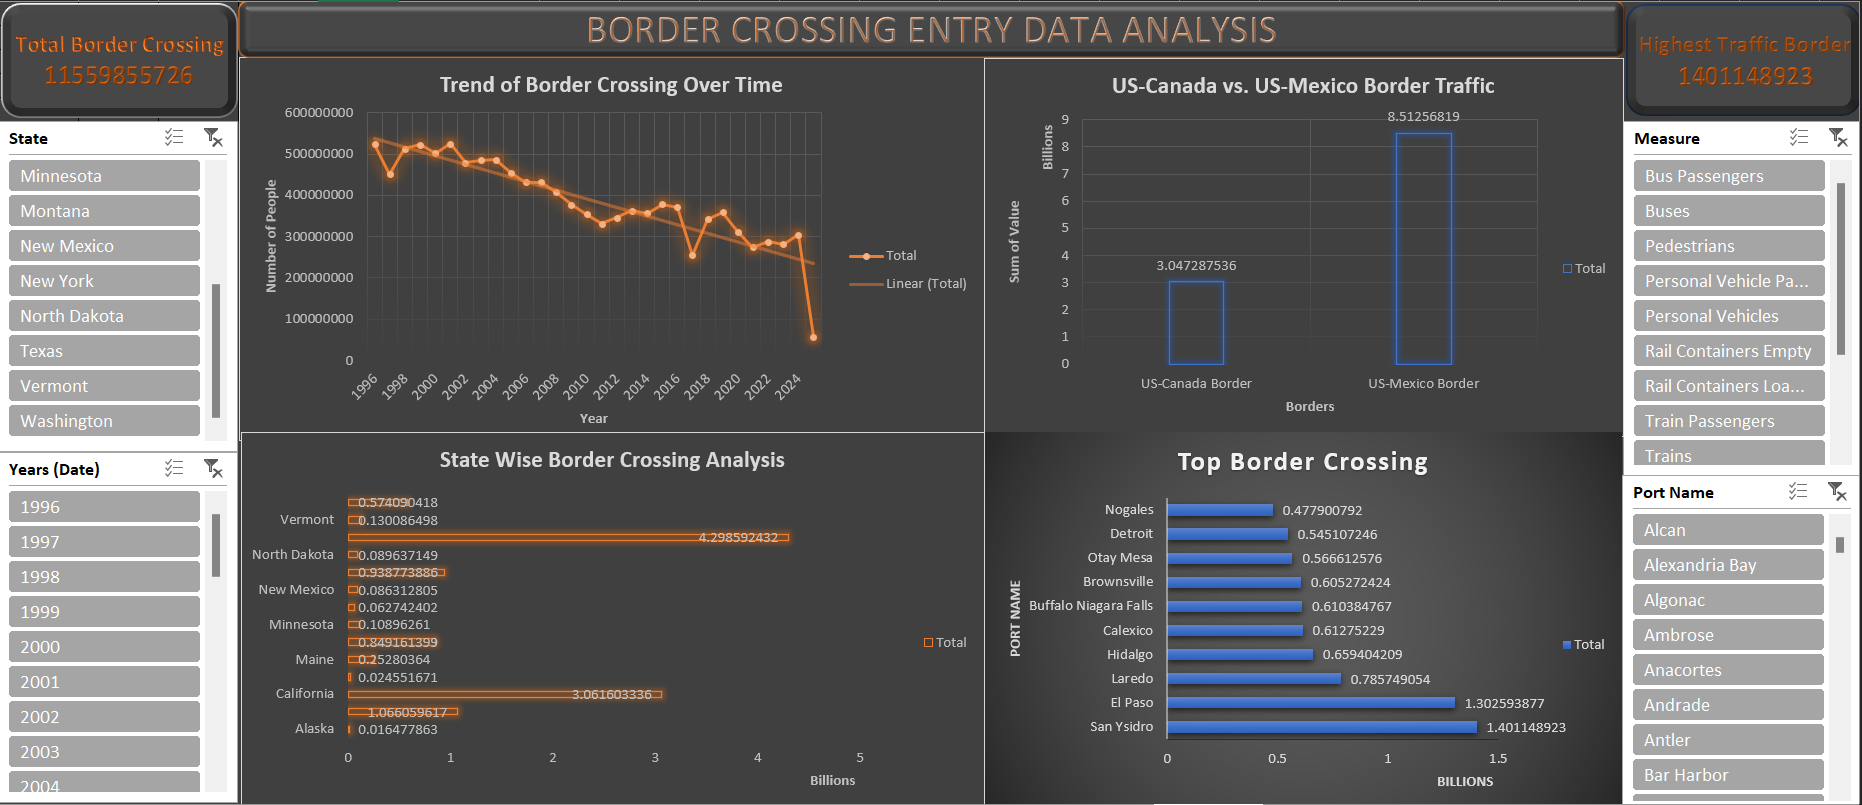 Total Border Crossing
11559855726
BORDER CROSSING ENTRY DATA ANALYSIS
Highest Traffic Border
1401148923
State
Minnesota
Montana
New Mexico
New York
North Dakota
Texas
Vermont
Washington
Years (Date)
1996
1997
1998
1999
2000
2001
2002
2003
2004
Trend of Border Crossing Over Time
Number of People
600000000
500000000
400000000
300000000
200000000
100000000
0
1996
1998
2000
2002
2004
2006
2008
2010
2012
2014
2016
2018
2020
2022
2024
Year
Total
Linear (Total)
US-Canada vs. US-Mexico Border Traffic
Billions
Sum of Value
9
8
7
6
5
4
3
2
1
0
3.047287536
8.51256819
US-Canada Border
US-Mexico Border
Borders
Total
State Wise Border Crossing Analysis
0.574090418
Vermont
0.130086498
4.298592432
North Dakota
0.089637149
0.938773886
New Mexico
0.086312805
0.062742402
Minnesota
0.10896261
0.849161399
Maine
0.25280364
0.024551671
California
3.061603336
1.066059617
Alaska
0.016477863
0
1
2
3
4
5
Billions
Total
Top Border Crossing
PORT NAME
Nogales
0.477900792
Detroit
0.545107246
Otay Mesa
0.566612576
Brownsville
0.605272424
Buffalo Niagara Falls
0.610384767
Calexico
0.61275229
Hidalgo
0.659404209
Laredo
0.785749054
El Paso
1.302593877
San Ysidro
1.401148923
0
0.5
1
1.5
BILLIONS
Total
Measure
Bus Passengers
Buses
Pedestrians
Personal Vehicle Pa...
Personal Vehicles
Rail Containers Empty
Rail Containers Loa...
Train Passengers
Trains
Port Name
Alcan
Alexandria Bay
Algonac
Ambrose
Anacortes
Andrade
Antler
Bar Harbor